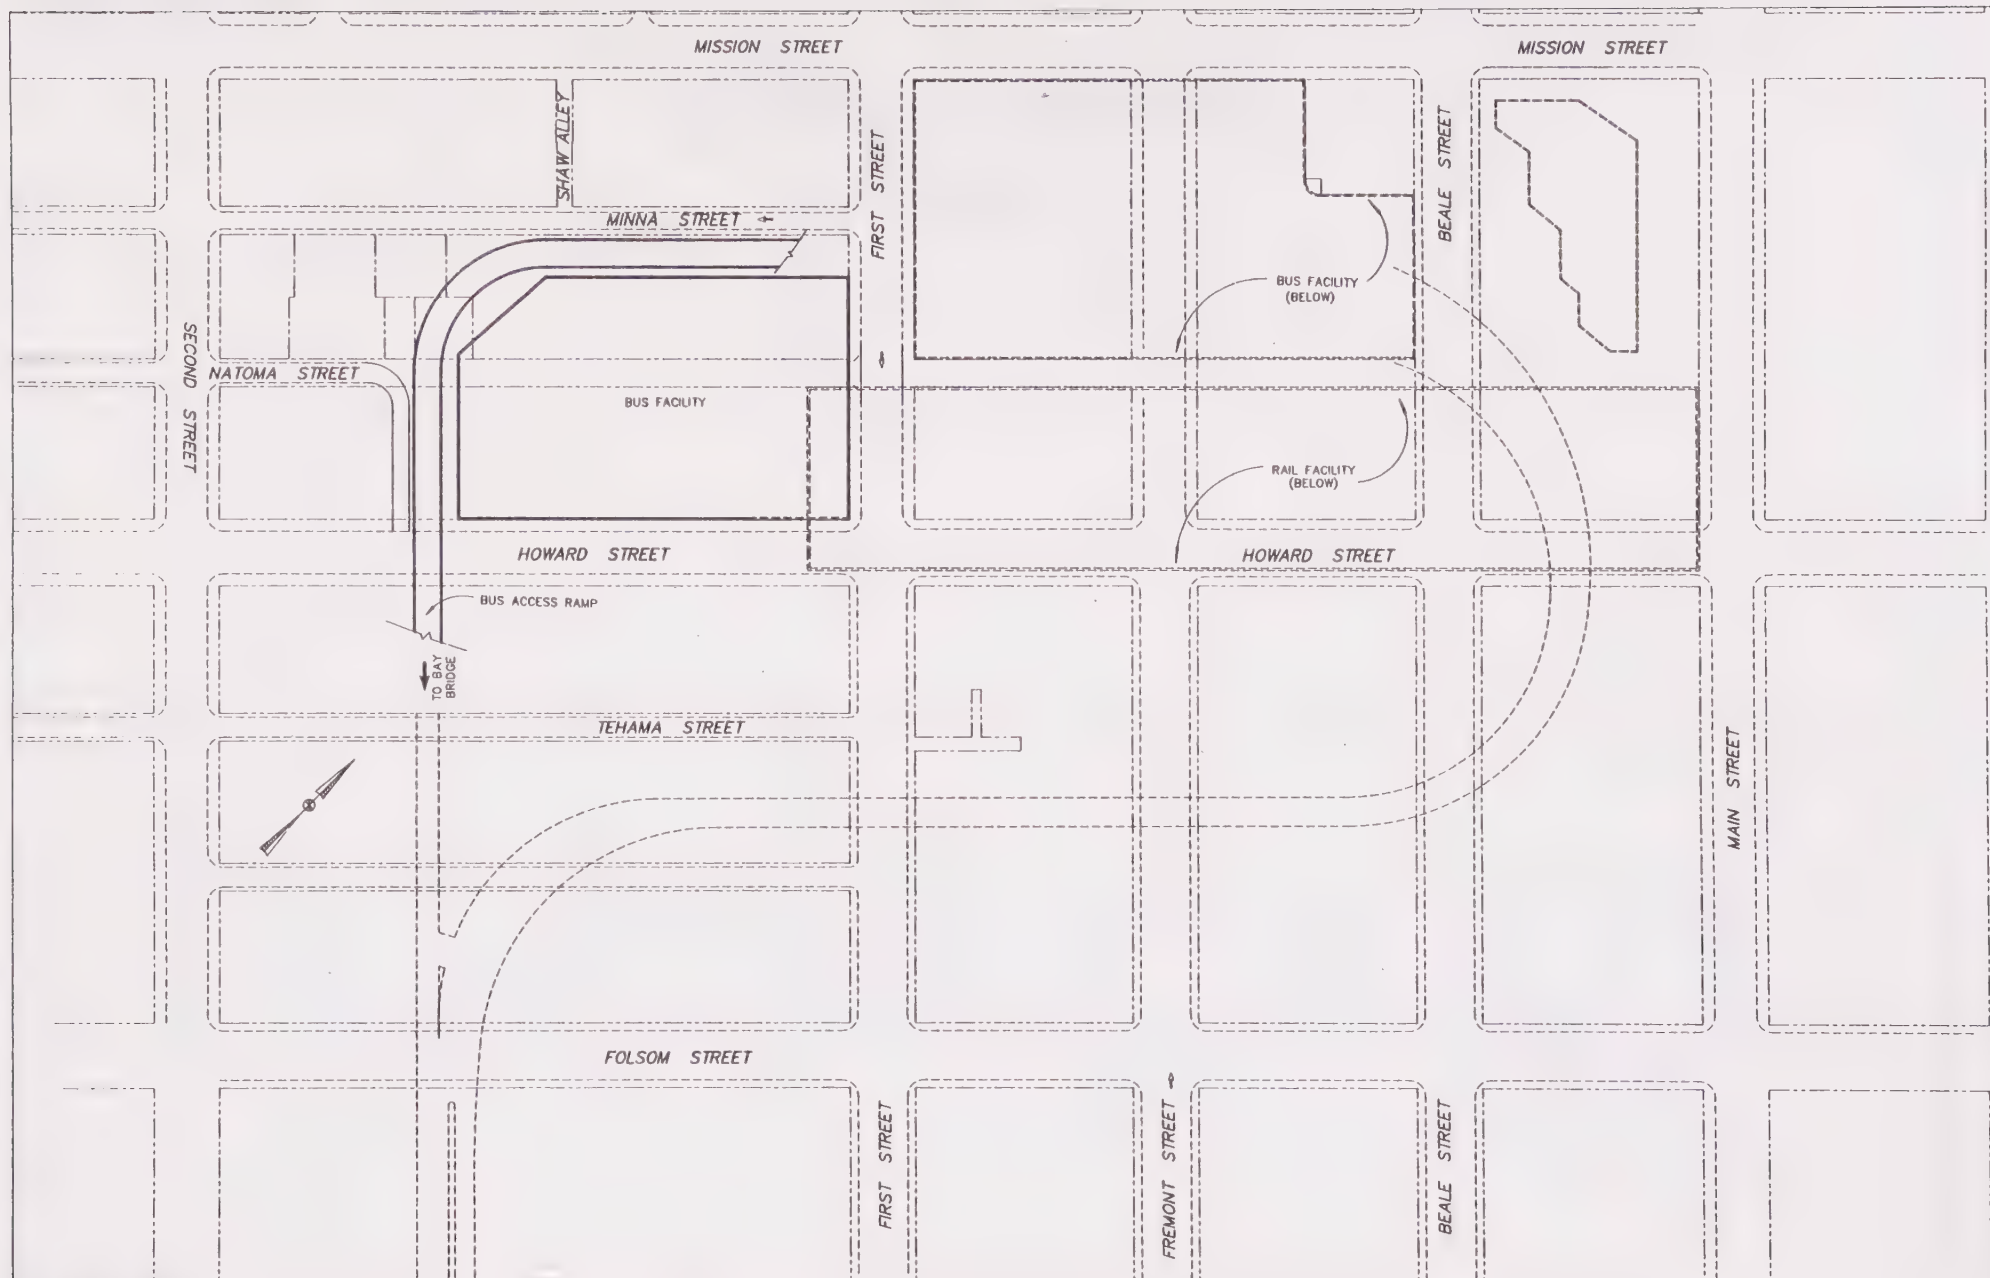 MISSION STREET
MISSION STREET
SHAW ALLEY
FIRST STREET
BEALE STREET
MINNA STREET
BUS FACILITY
(BELOW)
SECOND STREET
NATOMA STREET
BUS FACILITY
RAIL FACILITY
(BELOW)
HOWARD STREET
HOWARD STREET
BUS ACCESS RAMP
TO BAY
BRIDGE
TEHAMA STREET
MAIN STREET
FOLSOM STREET
FIRST STREET
FREMONT STREET
BEALE STREET